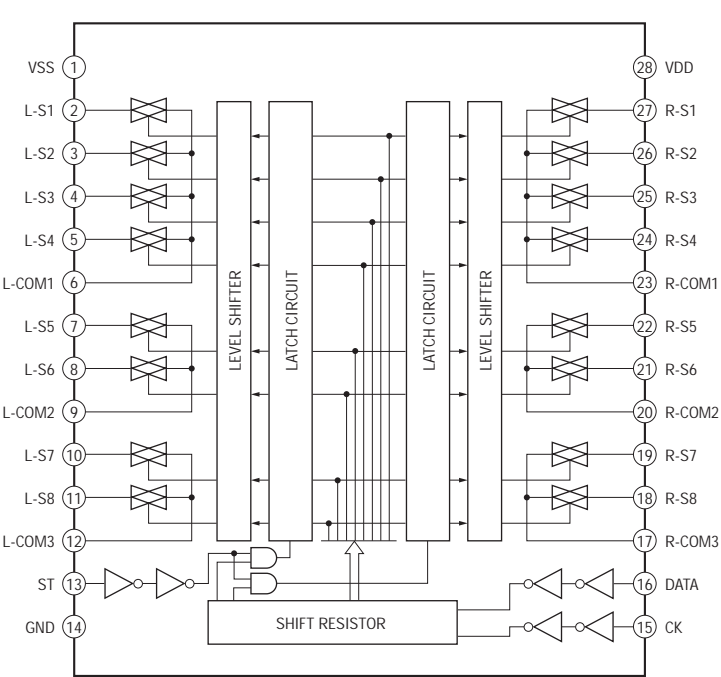 VSS 1
28 VDD
L-S1 2
27 R-S1
L-S2 3
26 R-S2
L-S3 4
25 R-S3
L-S4 5
24 R-S4
L-COM1 6
23 R-COM1
L-S5 7
22 R-S5
L-S6 8
21 R-S6
L-COM2 9
20 R-COM2
L-S7 10
19 R-S7
L-S8 11
18 R-S8
L-COM3 12
17 R-COM3
ST 13
16 DATA
GND 14
15 CK
LEVEL SHIFTER
LATCH CIRCUIT
LATCH CIRCUIT
LEVEL SHIFTER
SHIFT RESISTOR